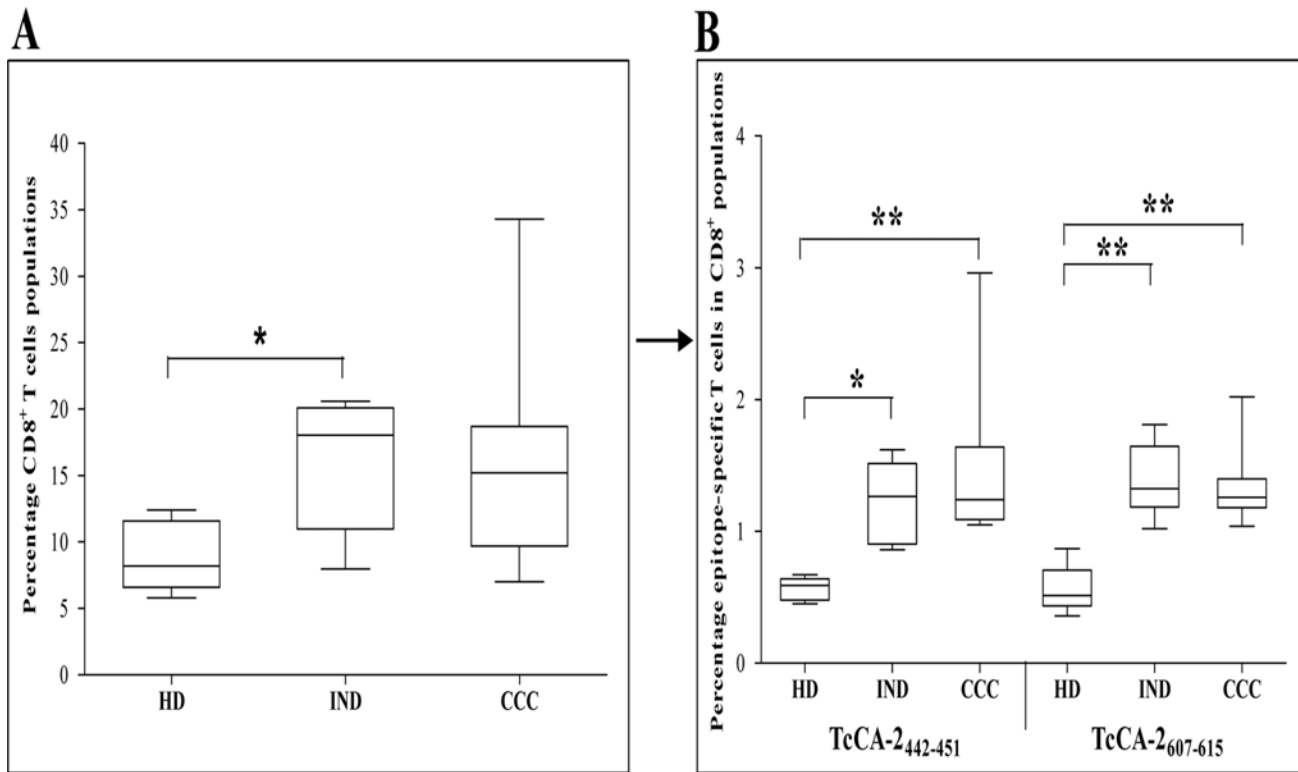 A
Percentage CD8⁺ T cells populations
40
35
30
25
20
15
10
5
0
*
HD IND CCC
B
Percentage epitope-specific T cells in CD8⁺ populations
4
3
2
1
0
**
*
**
**
HD IND CCC HD IND CCC
TcCA-2₄₄₂₋₄₅₁ TcCA-2₆₀₇₋₆₁₅